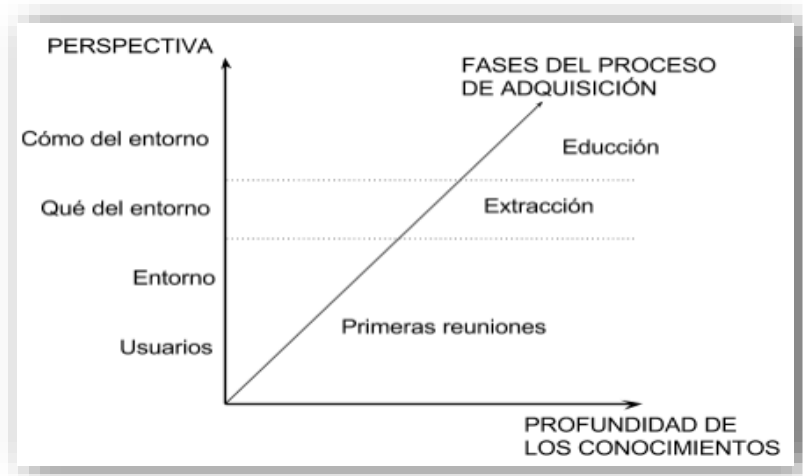 PERSPECTIVA
FASES DEL PROCESO
DE ADQUISICIÓN
Cómo del entorno
Educción
Qué del entorno
Extracción
Entorno
Primeras reuniones
Usuarios
PROFUNDIDAD DE
LOS CONOCIMIENTOS